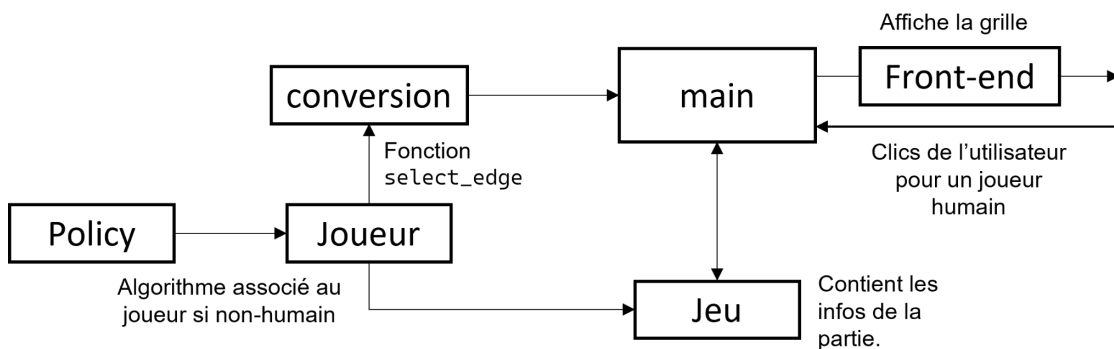 Affiche la grille
conversion
main
Front-end
Fonction
select_edge
Clics de l’utilisateur
pour un joueur
humain
Policy
Joueur
Algorithme associé au
joueur si non-humain
Jeu
Contient les
infos de la
partie.